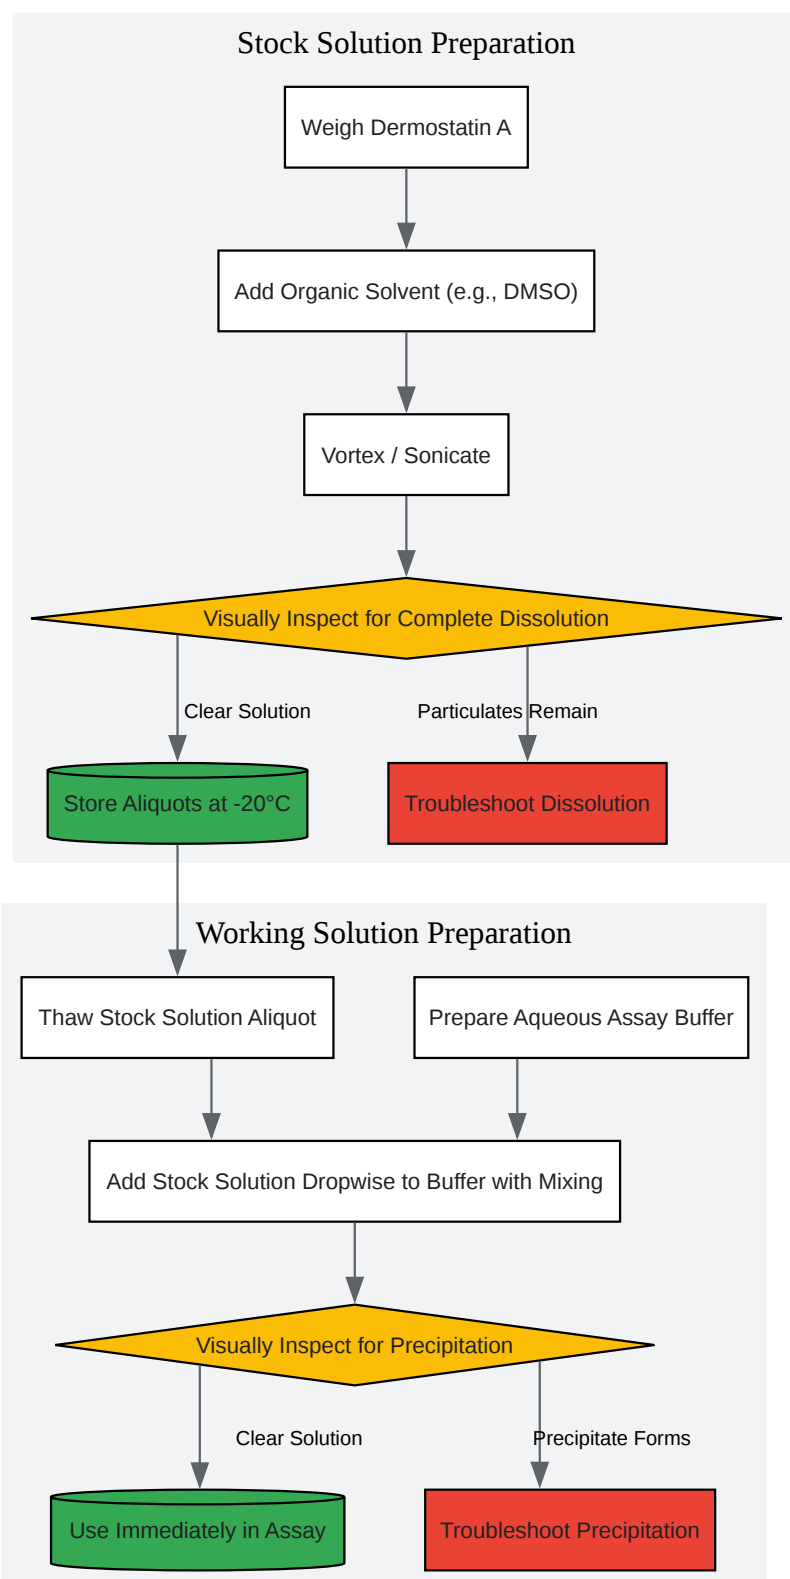 Stock Solution Preparation
Weigh Dermostatin A
Add Organic Solvent (e.g., DMSO)
Vortex / Sonicate
Visually Inspect for Complete Dissolution
Clear Solution
Particulates Remain
Store Aliquots at -20°C
Troubleshoot Dissolution
Working Solution Preparation
Thaw Stock Solution Aliquot
Prepare Aqueous Assay Buffer
Add Stock Solution Dropwise to Buffer with Mixing
Visually Inspect for Precipitation
Clear Solution
Precipitate Forms
Use Immediately in Assay
Troubleshoot Precipitation